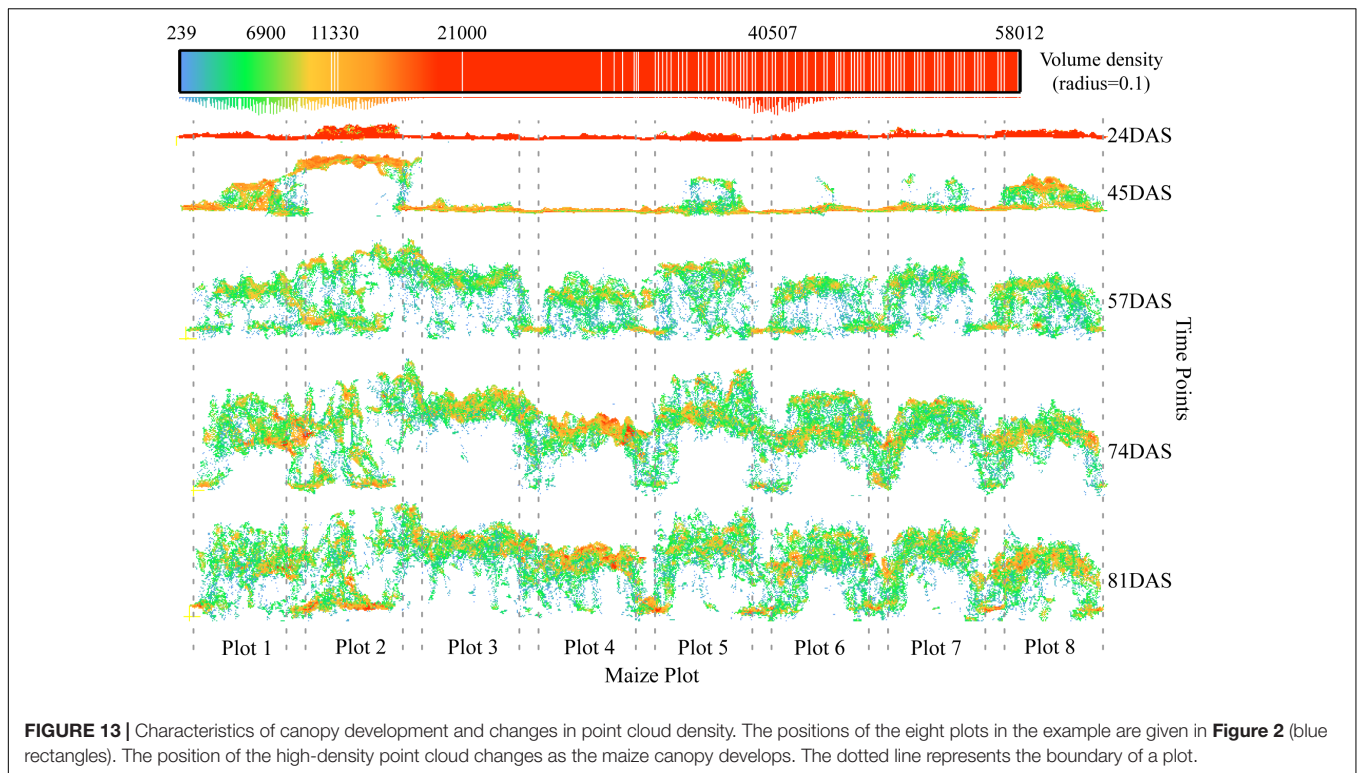 239 6900 11330 21000 40507 58012
Volume density
(radius=0.1)
24DAS
45DAS
57DAS
74DAS
81DAS
Time Points
Plot 1 Plot 2 Plot 3 Plot 4 Plot 5 Plot 6 Plot 7 Plot 8
Maize Plot
FIGURE 13 | Characteristics of canopy development and changes in point cloud density. The positions of the eight plots in the example are given in Figure 2 (blue
rectangles). The position of the high-density point cloud changes as the maize canopy develops. The dotted line represents the boundary of a plot.